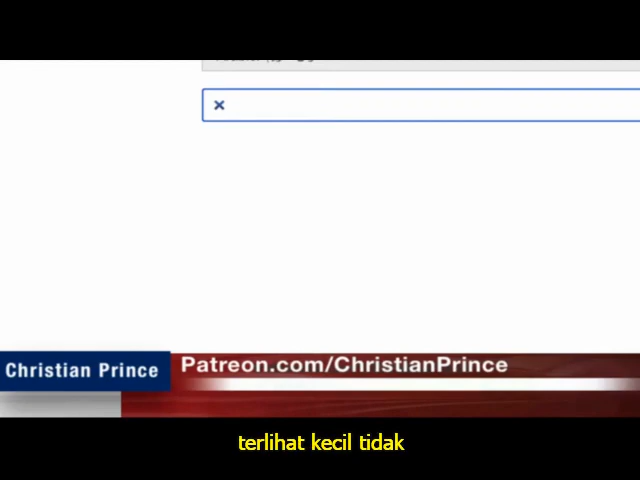 Christian Prince
Patreon.com/ChristianPrince
terlihat kecil tidak